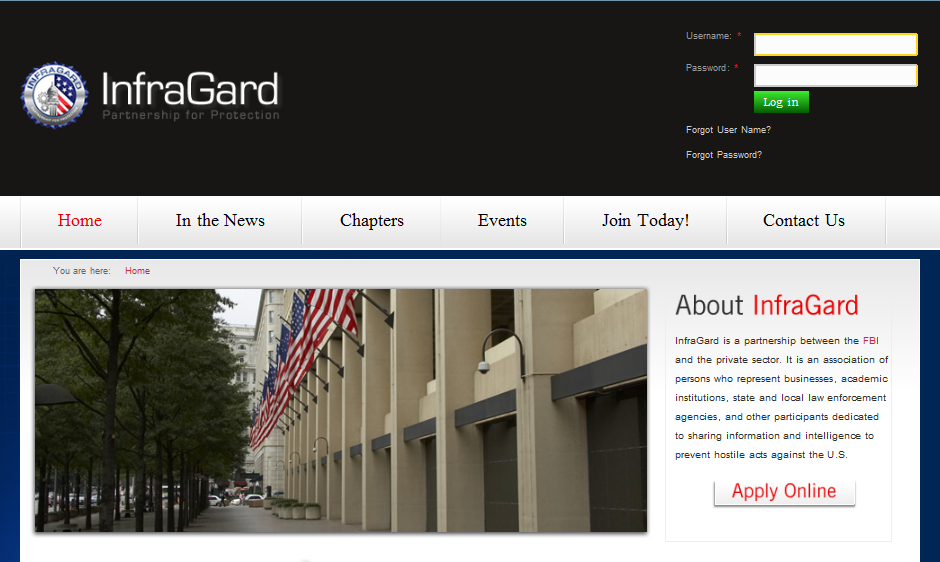 INFRAGARD
InfraGard
Partnership for Protection
Username: *
Password: *
Log in
Forgot User Name?
Forgot Password?
Home
In the News
Chapters
Events
Join Today!
Contact Us
You are here: Home
About InfraGard
InfraGard is a partnership between the FBI
and the private sector. It is an association of
persons who represent businesses, academic
institutions, state and local law enforcement
agencies, and other participants dedicated
to sharing information and intelligence to
prevent hostile acts against the U.S.
Apply Online